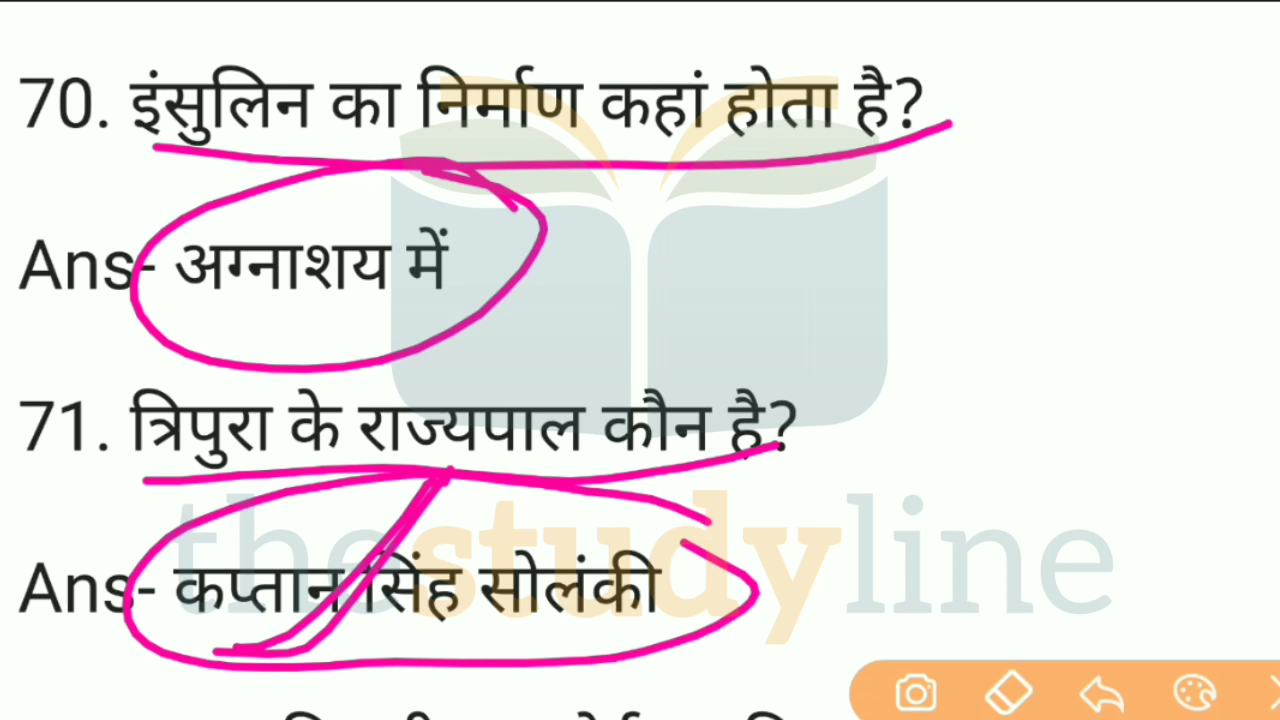 70. इंसुलिन का निर्माण कहां होता है?
Ans- अग्नाशय में
71. त्रिपुरा के राज्यपाल कौन है?
thestudyline
Ans- कप्तान सिंह सोलंकी